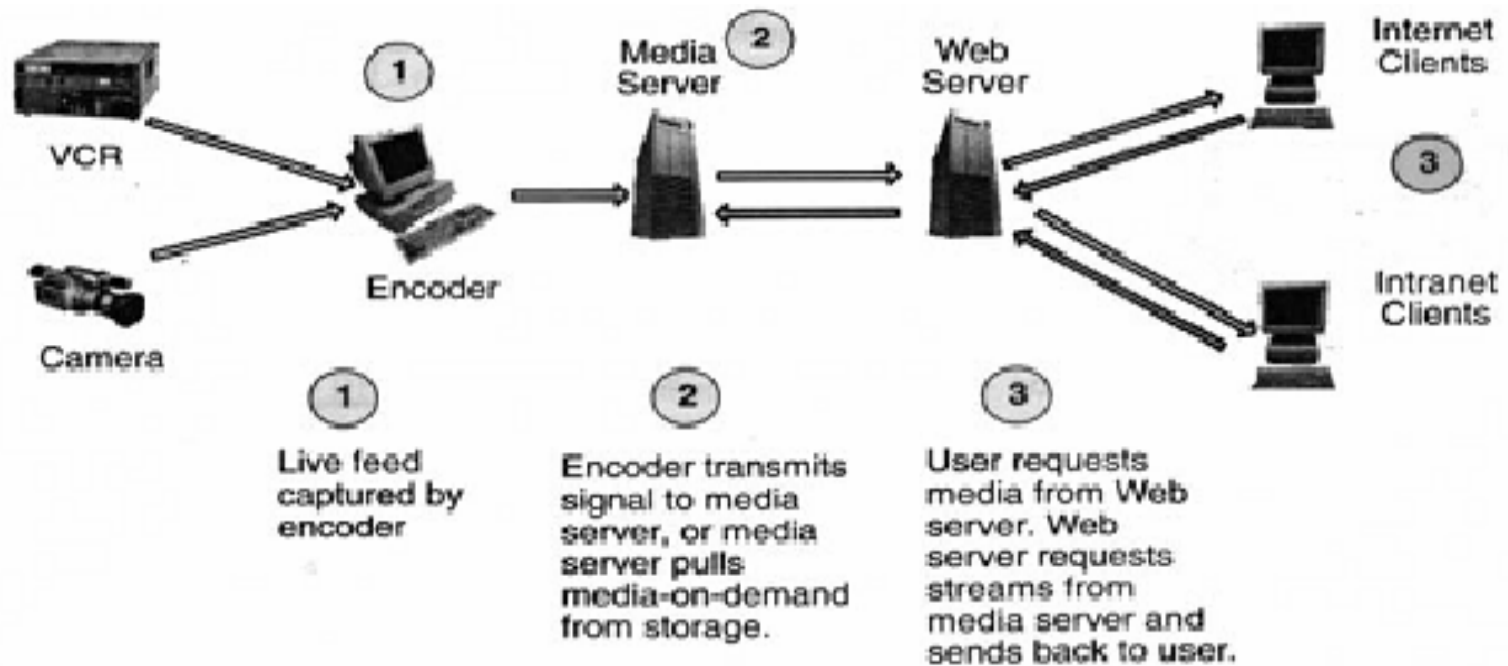 VCR
Camera
1
Encoder
Media
Server
2
Web
Server
Internet
Clients
3
Intranet
Clients
1
Live feed
captured by
encoder
2
Encoder transmits
signal to media
server, or media
server pulls
media-on-demand
from storage.
3
User requests
media from Web
server. Web
server requests
streams from
media server and
sends back to user.